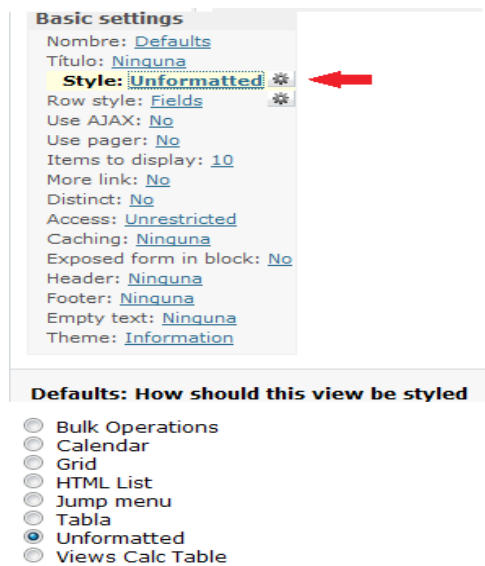 Basic settings
Nombre: Defaults
Título: Ninguna
Style: Unformatted
Row style: Fields
Use AJAX: No
Use pager: No
Items to display: 10
More link: No
Distinct: No
Access: Unrestricted
Caching: Ninguna
Exposed form in block: No
Header: Ninguna
Footer: Ninguna
Empty text: Ninguna
Theme: Information
Defaults: How should this view be styled
Bulk Operations
Calendar
Grid
HTML List
Jump menu
Tabla
Unformatted
Views Calc Table